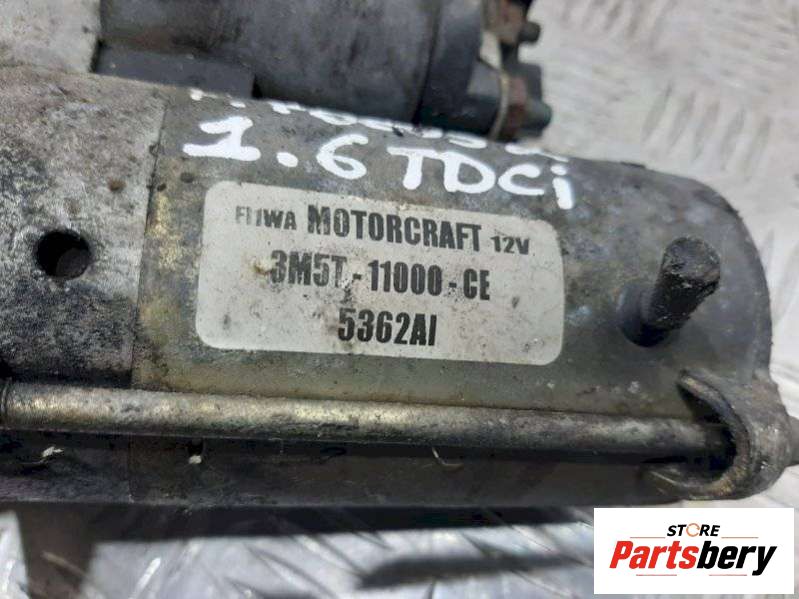 1.6 TDCi
MOTORCRAFT 12V
3M5T-11000-CE
5362AI
STORE
Partsbery